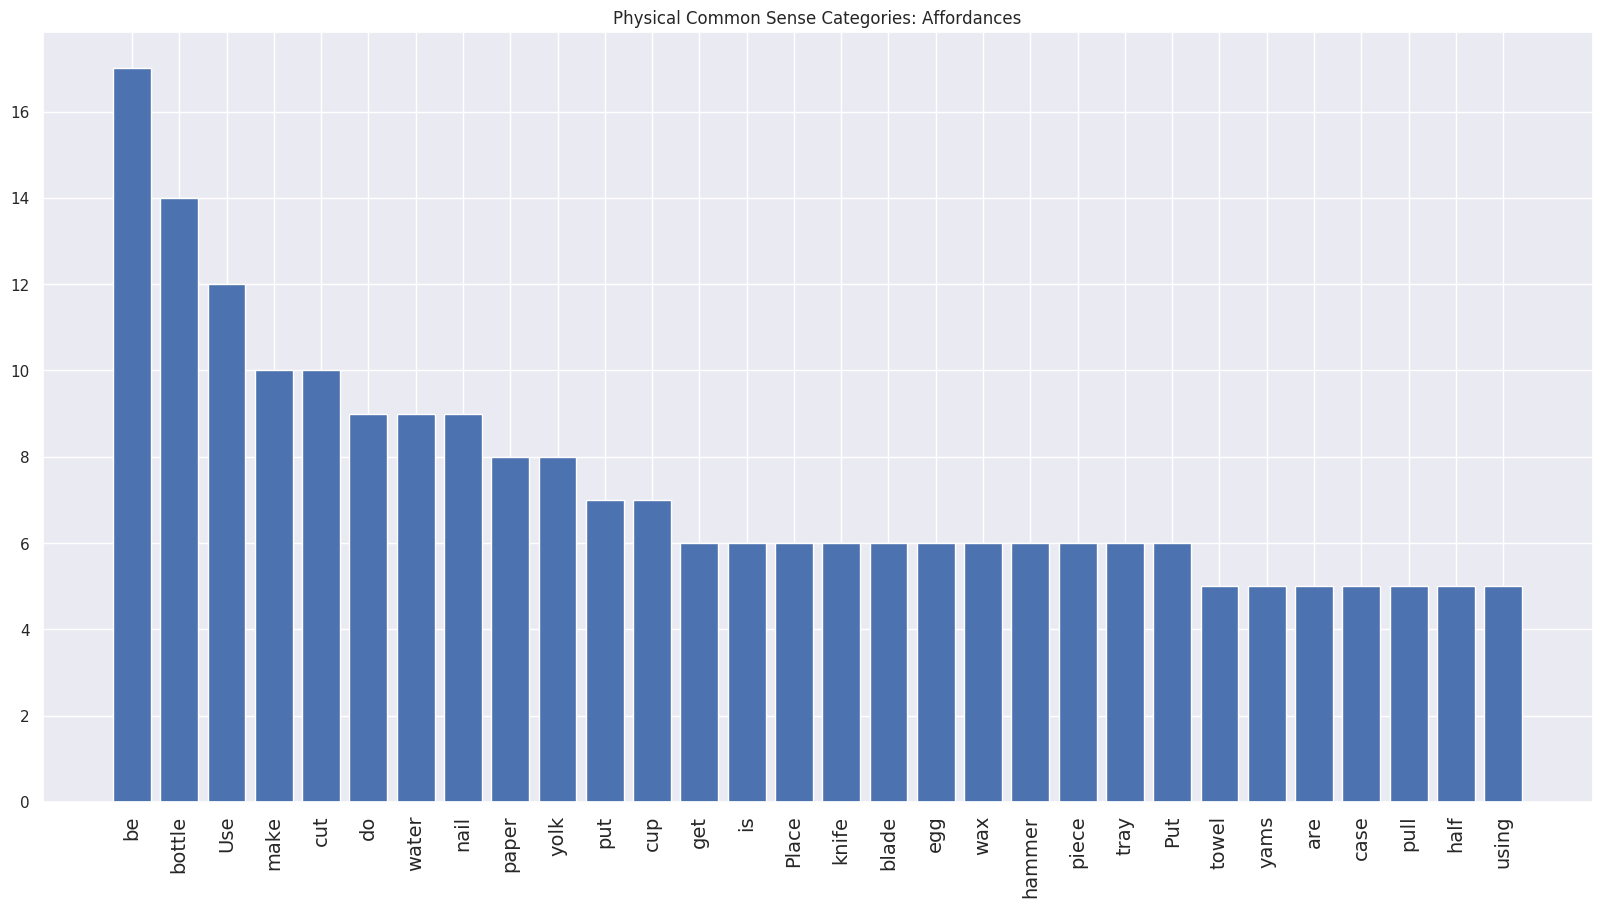 Physical Common Sense Categories: Affordances
16
14
12
10
8
6
4
2
0
be
bottle
Use
make
cut
do
water
nail
paper
yolk
put
cup
get
is
Place
knife
blade
egg
wax
hammer
piece
tray
Put
towel
yams
are
case
pull
half
using